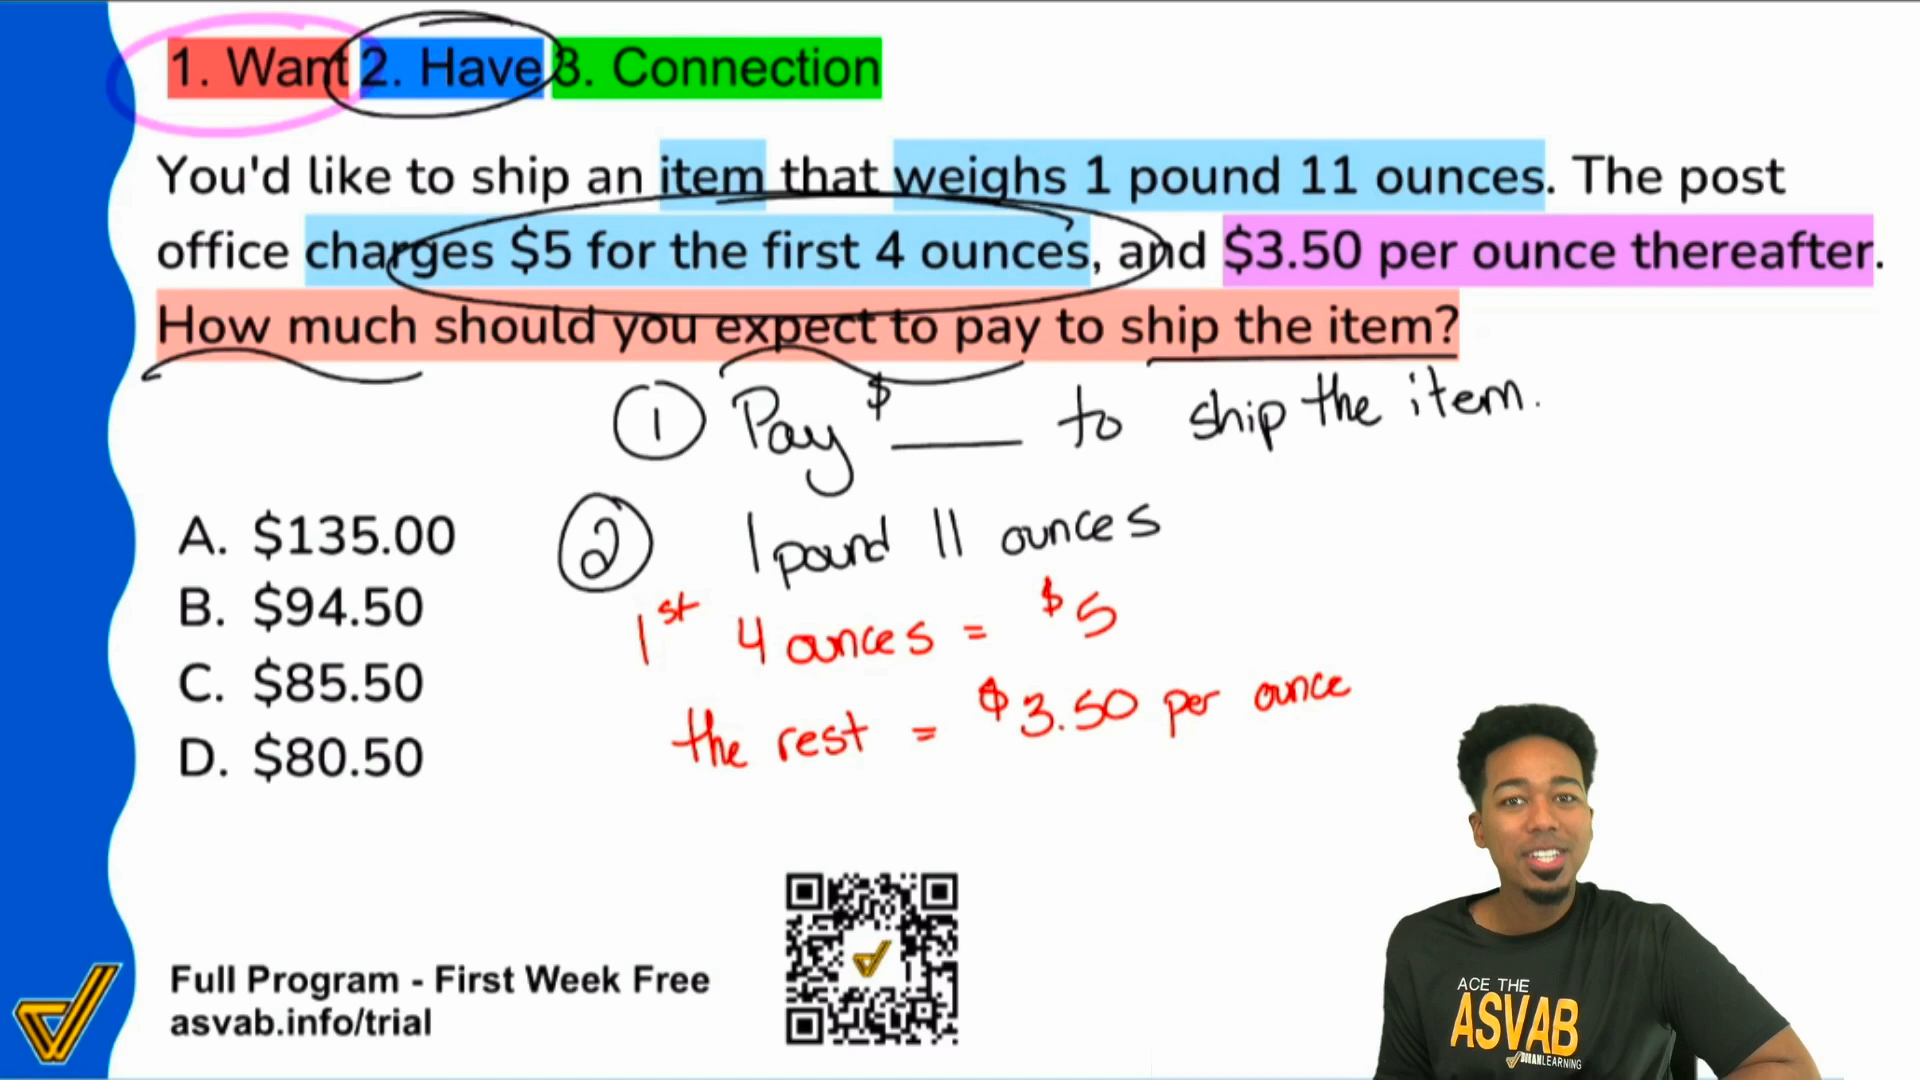 1. Want 2. Have 3. Connection
You'd like to ship an item that weighs 1 pound 11 ounces. The post
office charges $5 for the first 4 ounces, and $3.50 per ounce thereafter.
How much should you expect to pay to ship the item?
1 Pay $ ___ to ship the item.
A. $135.00
B. $94.50
C. $85.50
D. $80.50
2 1 pound 11 ounces
1st 4 ounces = $5
the rest = $3.50 per ounce
Full Program - First Week Free
asvab.info/trial
ACE THE
ASVAB
DURANLEARNING